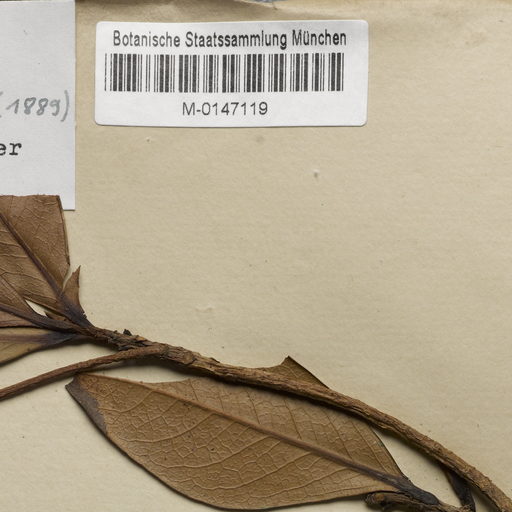 Botanische Staatssammlung München
M-0147119
(1889)
er